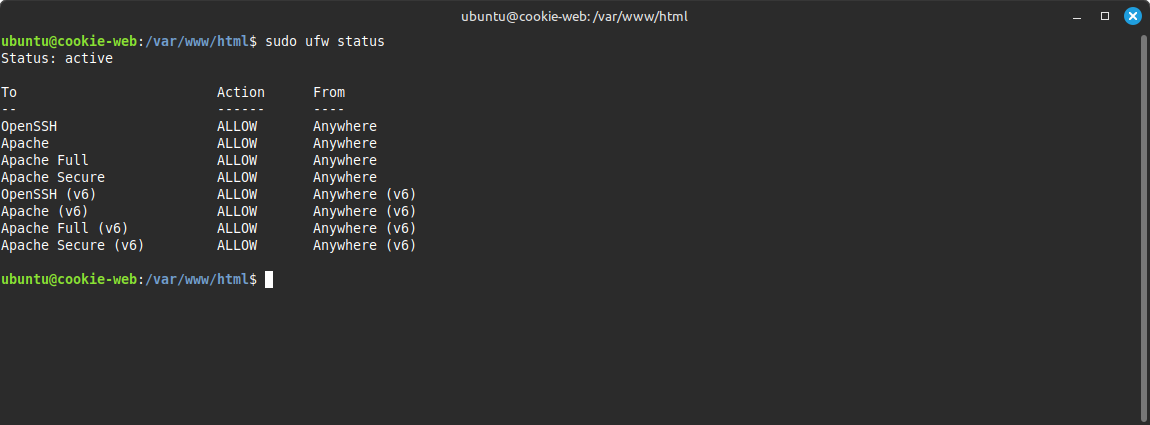 ubuntu@cookie-web: /var/www/html
ubuntu@cookie-web:/var/www/html$ sudo ufw status
Status: active
To                         Action      From
--                         ------      ----
OpenSSH                    ALLOW       Anywhere
Apache                     ALLOW       Anywhere
Apache Full                ALLOW       Anywhere
Apache Secure              ALLOW       Anywhere
OpenSSH (v6)               ALLOW       Anywhere (v6)
Apache (v6)                ALLOW       Anywhere (v6)
Apache Full (v6)           ALLOW       Anywhere (v6)
Apache Secure (v6)         ALLOW       Anywhere (v6)
ubuntu@cookie-web:/var/www/html$